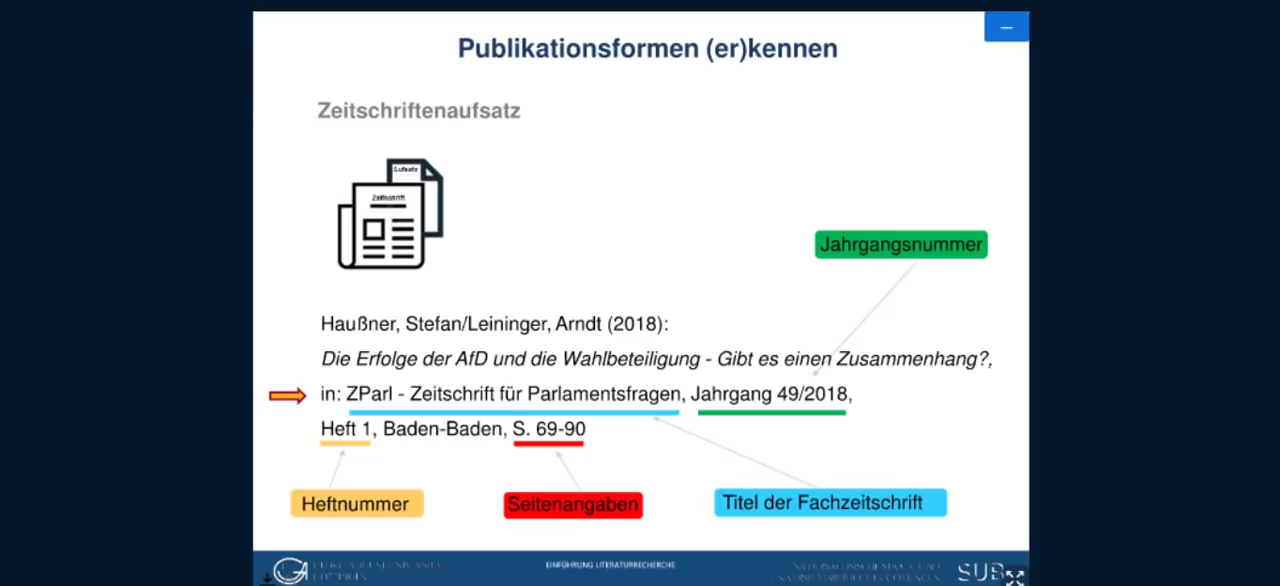 Publikationsformen (er)kennen
Zeitschriftenaufsatz
Aufsatz
Zeitschrift
Jahrgangsnummer
Haußner, Stefan/Leininger, Arndt (2018):
Die Erfolge der AfD und die Wahlbeteiligung - Gibt es einen Zusammenhang?,
in: ZParl - Zeitschrift für Parlamentsfragen, Jahrgang 49/2018,
Heft 1, Baden-Baden, S. 69-90
Heftnummer
Seitenangaben
Titel der Fachzeitschrift
EINFÜHRUNG LITERATURRECHERCHE
SUB